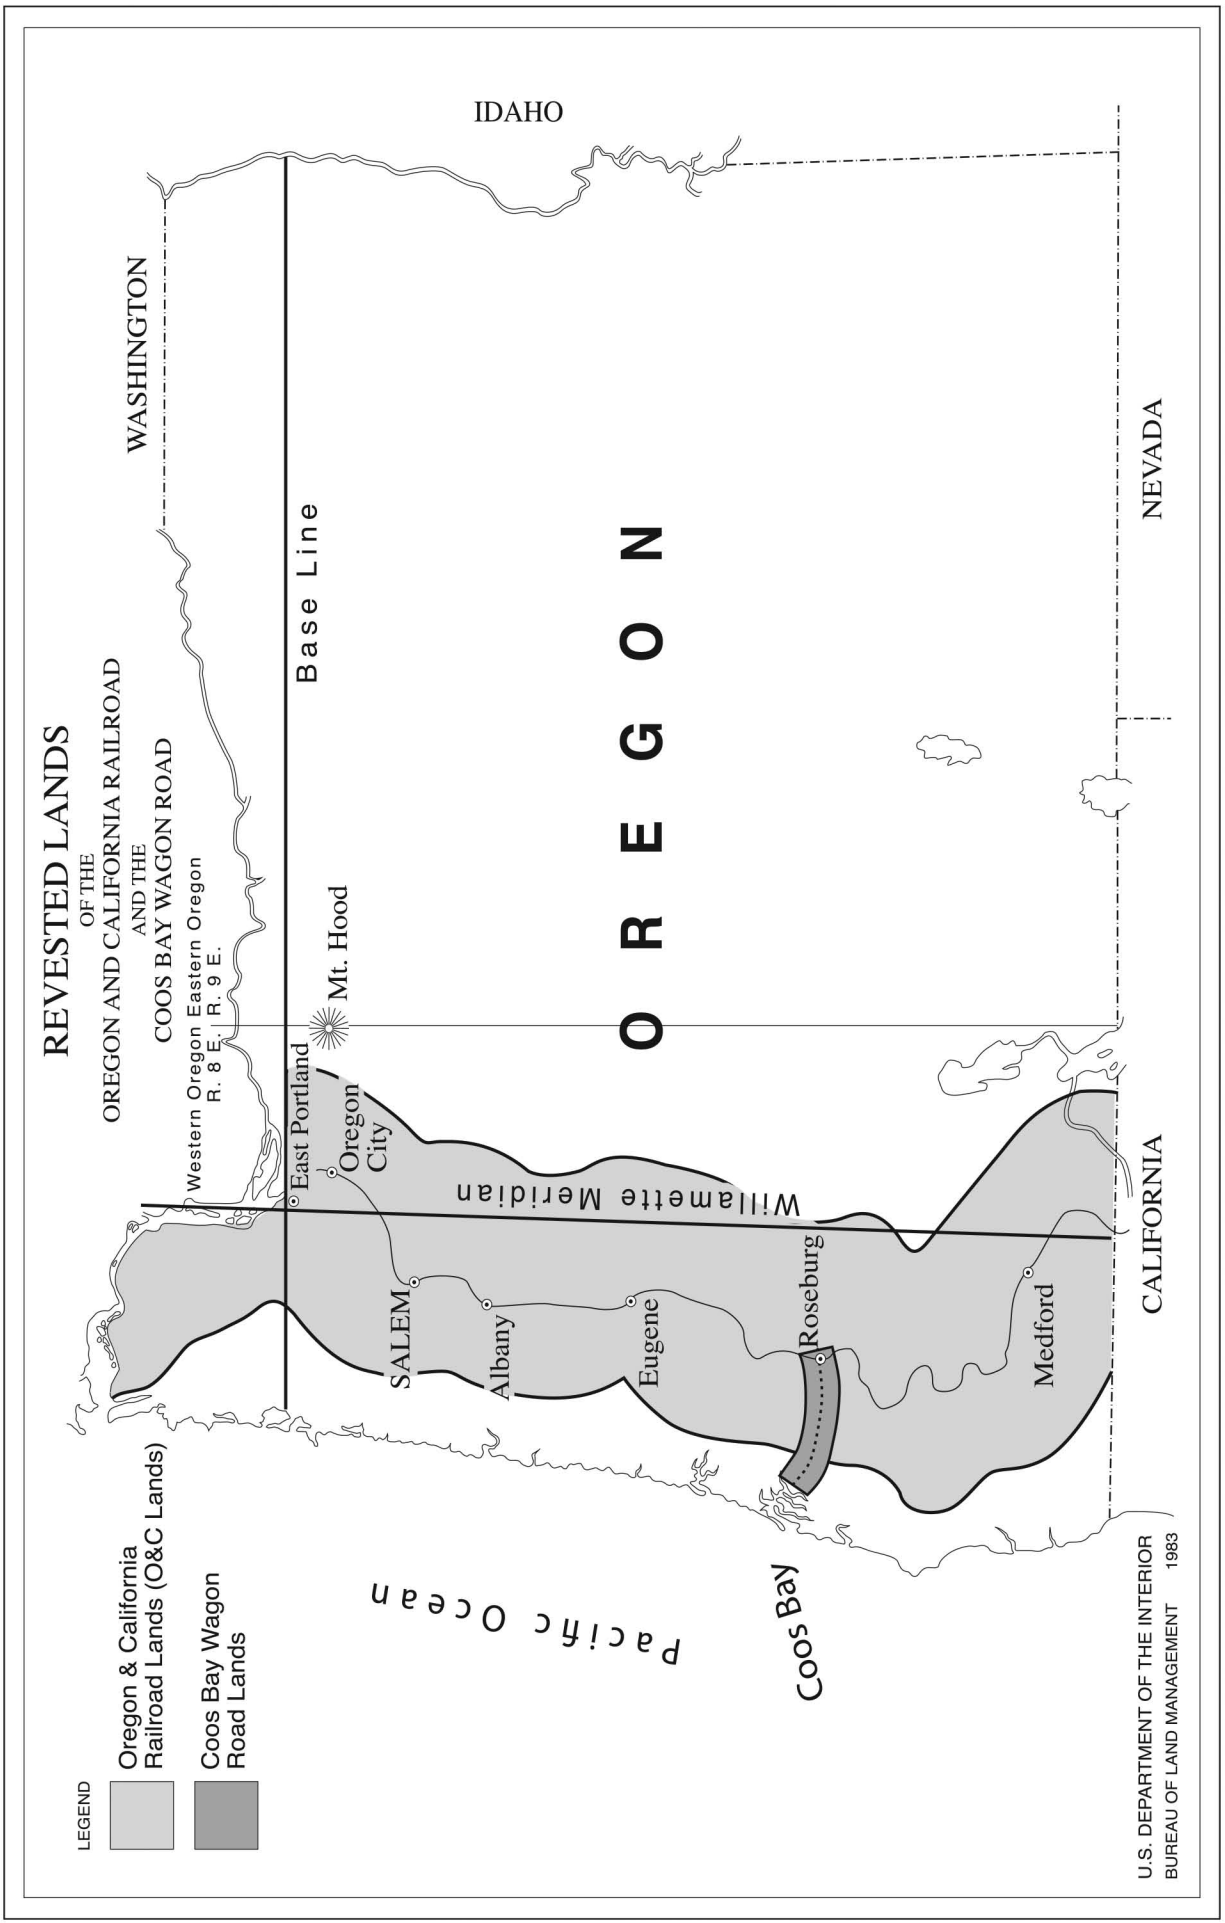 REVESTED LANDS
OF THE
OREGON AND CALIFORNIA RAILROAD
AND THE
COOS BAY WAGON ROAD
Western Oregon Eastern Oregon
R. 8 E. R. 9 E.
WASHINGTON
IDAHO
Base Line
Mt. Hood
East Portland
Oregon
City
Willamette Meridian
SALEM
Albany
Eugene
Roseburg
Medford
OREGON
Pacific Ocean
Coos Bay
CALIFORNIA
NEVADA
LEGEND
Oregon & California
Railroad Lands (O&C Lands)
Coos Bay Wagon
Road Lands
U.S. DEPARTMENT OF THE INTERIOR
BUREAU OF LAND MANAGEMENT 1983